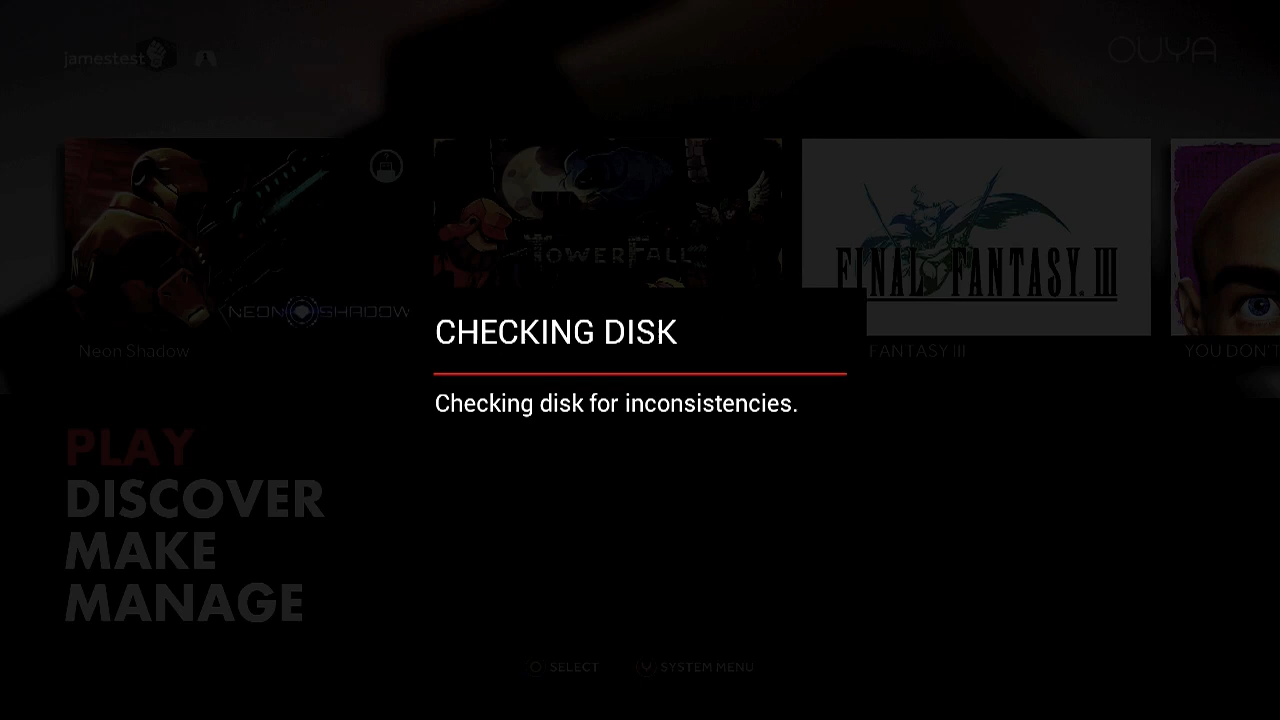 jamestest
OUYA
NEON SHADOW
TOWERFALL
FINAL FANTASY. III
CHECKING DISK
Neon Shadow
FANTASY III
YOU DON'T
Checking disk for inconsistencies.
PLAY
DISCOVER
MAKE
MANAGE
O SELECT
SYSTEM MENU